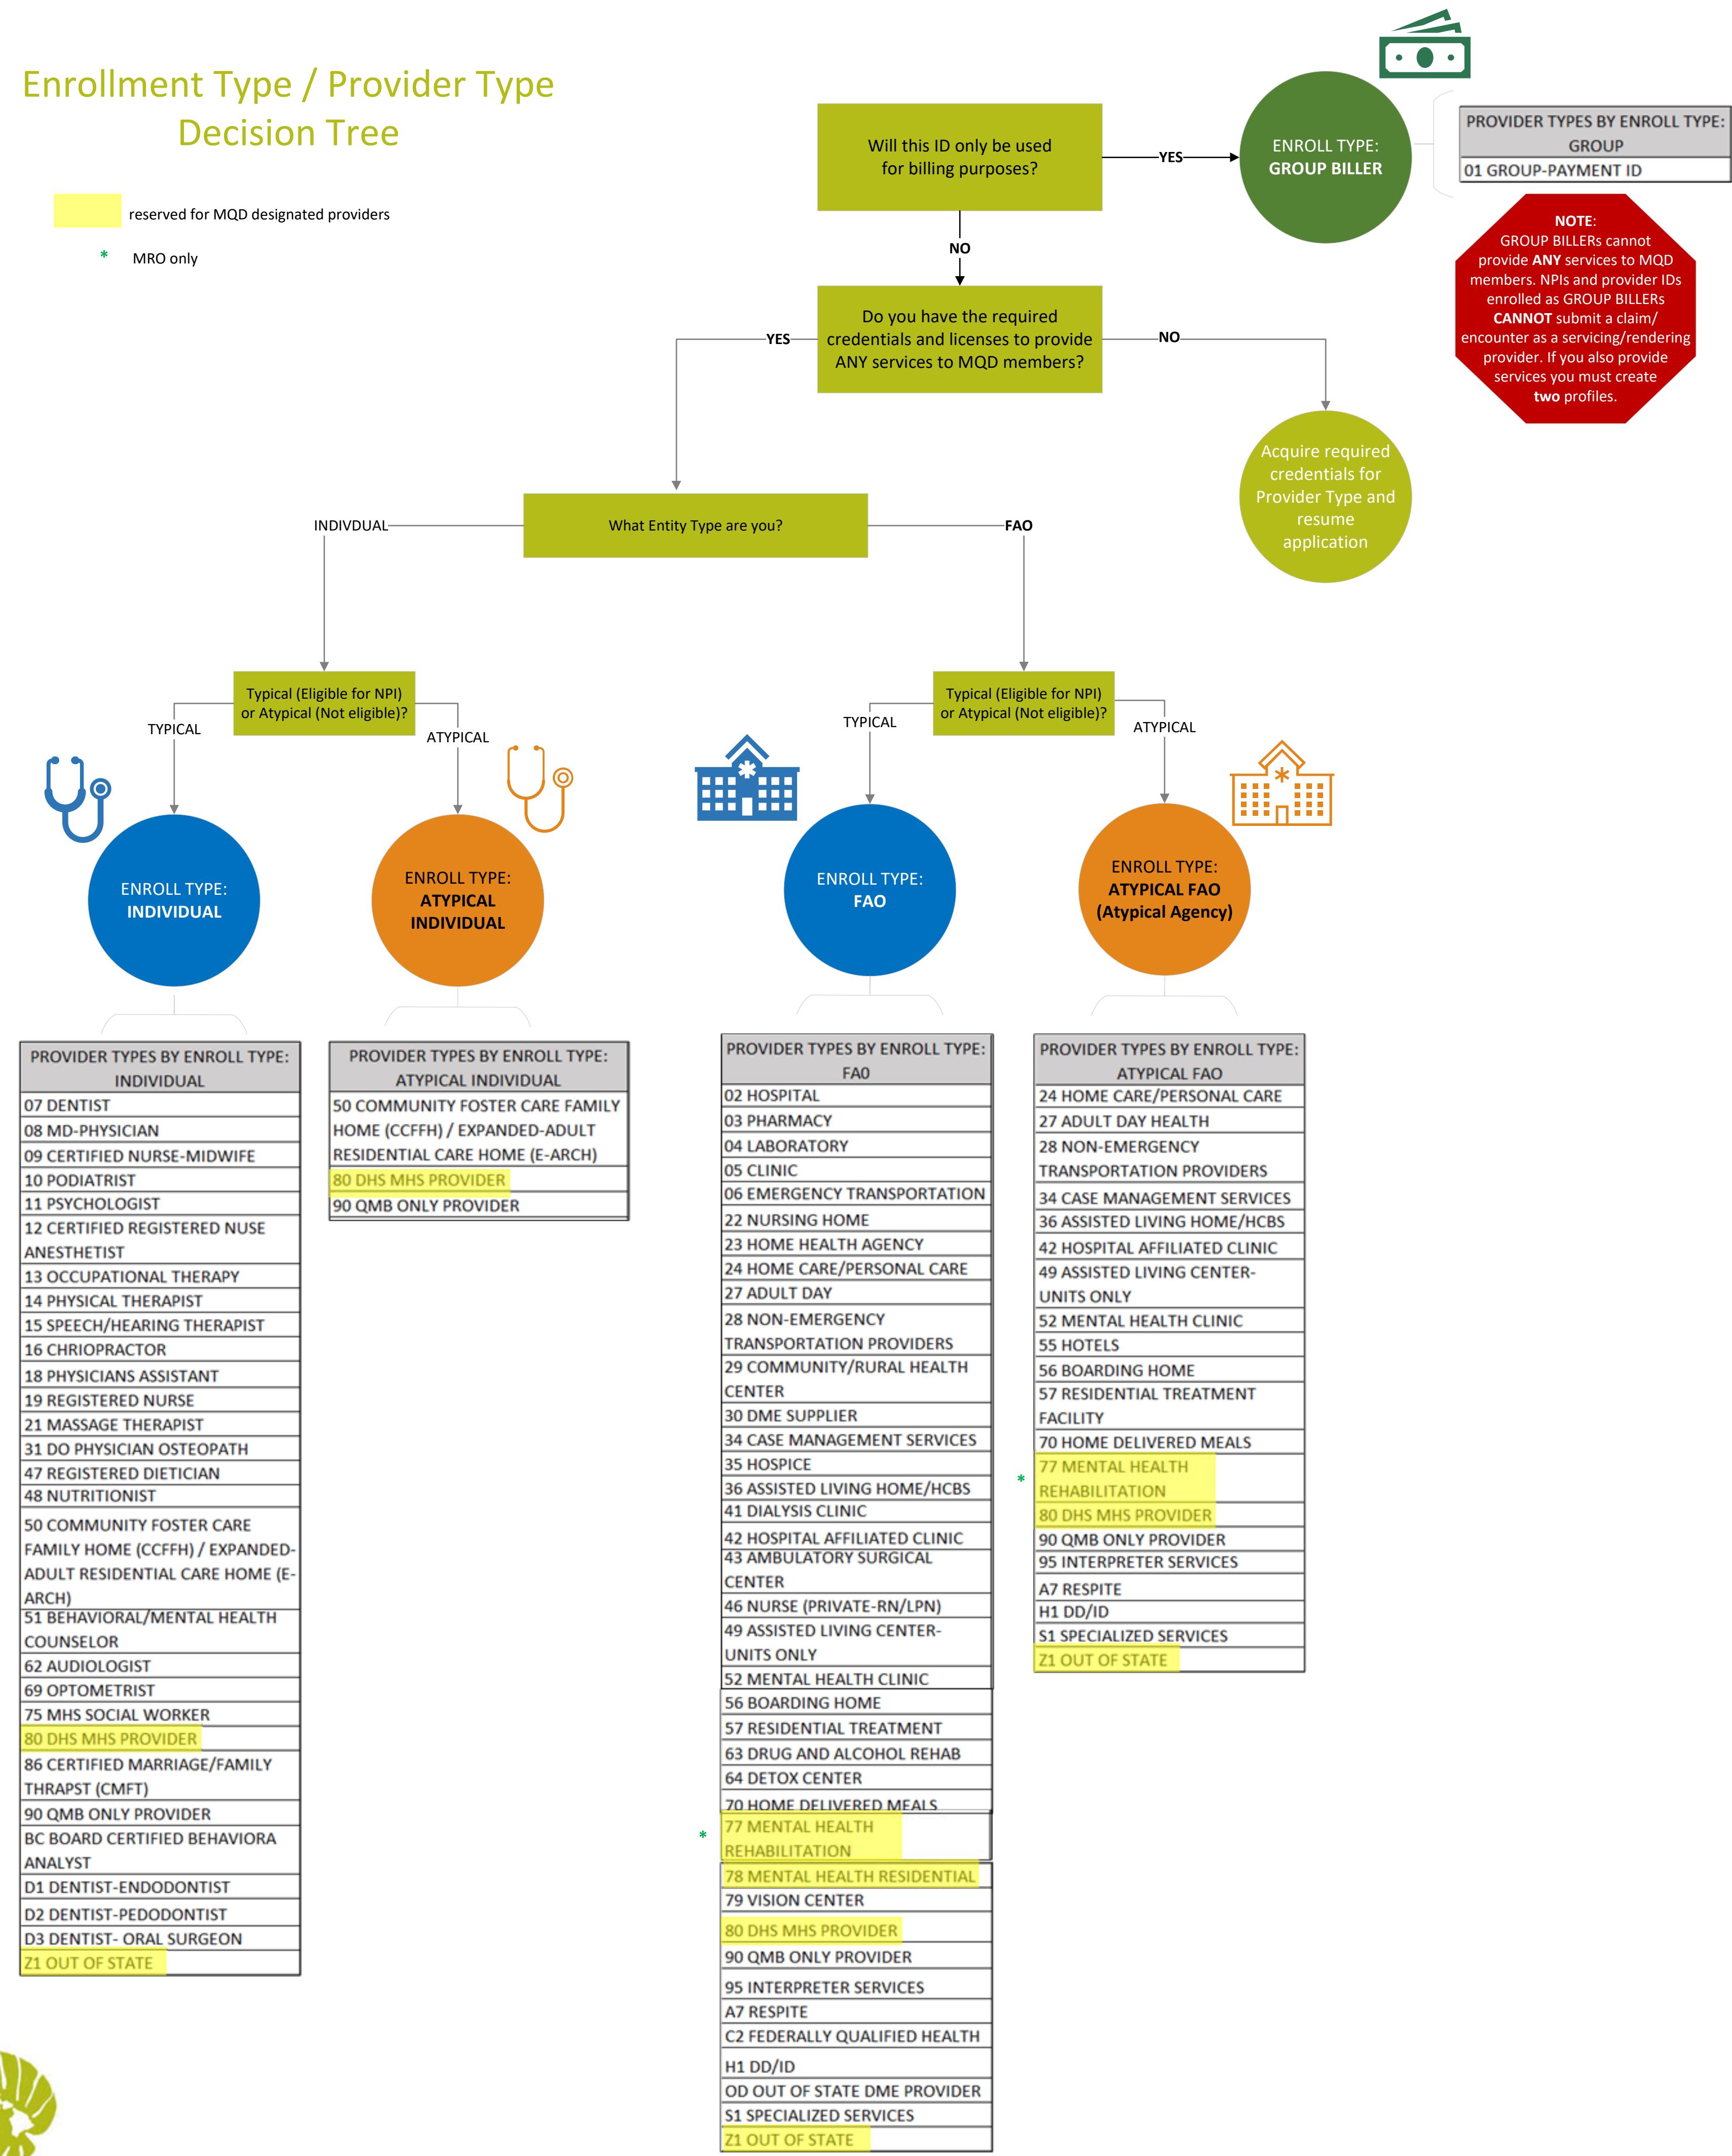 Enrollment Type / Provider Type
Decision Tree
reserved for MQD designated providers
* MRO only
Will this ID only be used
for billing purposes?
YES
ENROLL TYPE:
GROUP BILLER
PROVIDER TYPES BY ENROLL TYPE:
GROUP
01 GROUP-PAYMENT ID
NOTE:
GROUP BILLERs cannot
provide ANY services to MQD
members. NPIs and provider IDs
enrolled as GROUP BILLERs
CANNOT submit a claim/
encounter as a servicing/rendering
provider. If you also provide
services you must create
two profiles.
NO
Do you have the required
credentials and licenses to provide
ANY services to MQD members?
YES
NO
Acquire required
credentials for
Provider Type and
resume
application
What Entity Type are you?
INDIVDUAL
FAO
Typical (Eligible for NPI)
or Atypical (Not eligible)?
TYPICAL
ATYPICAL
Typical (Eligible for NPI)
or Atypical (Not eligible)?
TYPICAL
ATYPICAL
ENROLL TYPE:
INDIVIDUAL
ENROLL TYPE:
ATYPICAL
INDIVIDUAL
ENROLL TYPE:
FAO
ENROLL TYPE:
ATYPICAL FAO
(Atypical Agency)
PROVIDER TYPES BY ENROLL TYPE:
INDIVIDUAL
07 DENTIST
08 MD-PHYSICIAN
09 CERTIFIED NURSE-MIDWIFE
10 PODIATRIST
11 PSYCHOLOGIST
12 CERTIFIED REGISTERED NUSE
ANESTHETIST
13 OCCUPATIONAL THERAPY
14 PHYSICAL THERAPIST
15 SPEECH/HEARING THERAPIST
16 CHRIOPRACTOR
18 PHYSICIANS ASSISTANT
19 REGISTERED NURSE
21 MASSAGE THERAPIST
31 DO PHYSICIAN OSTEOPATH
47 REGISTERED DIETICIAN
48 NUTRITIONIST
50 COMMUNITY FOSTER CARE
FAMILY HOME (CCFFH) / EXPANDED-
ADULT RESIDENTIAL CARE HOME (E-
ARCH)
51 BEHAVIORAL/MENTAL HEALTH
COUNSELOR
62 AUDIOLOGIST
69 OPTOMETRIST
75 MHS SOCIAL WORKER
80 DHS MHS PROVIDER
86 CERTIFIED MARRIAGE/FAMILY
THRAPST (CMFT)
90 QMB ONLY PROVIDER
BC BOARD CERTIFIED BEHAVIORA
ANALYST
D1 DENTIST-ENDODONTIST
D2 DENTIST-PEDODONTIST
D3 DENTIST- ORAL SURGEON
Z1 OUT OF STATE
PROVIDER TYPES BY ENROLL TYPE:
ATYPICAL INDIVIDUAL
50 COMMUNITY FOSTER CARE FAMILY
HOME (CCFFH) / EXPANDED-ADULT
RESIDENTIAL CARE HOME (E-ARCH)
80 DHS MHS PROVIDER
90 QMB ONLY PROVIDER
PROVIDER TYPES BY ENROLL TYPE:
FA0
02 HOSPITAL
03 PHARMACY
04 LABORATORY
05 CLINIC
06 EMERGENCY TRANSPORTATION
22 NURSING HOME
23 HOME HEALTH AGENCY
24 HOME CARE/PERSONAL CARE
27 ADULT DAY
28 NON-EMERGENCY
TRANSPORTATION PROVIDERS
29 COMMUNITY/RURAL HEALTH
CENTER
30 DME SUPPLIER
34 CASE MANAGEMENT SERVICES
35 HOSPICE
36 ASSISTED LIVING HOME/HCBS
41 DIALYSIS CLINIC
42 HOSPITAL AFFILIATED CLINIC
43 AMBULATORY SURGICAL
CENTER
46 NURSE (PRIVATE-RN/LPN)
49 ASSISTED LIVING CENTER-
UNITS ONLY
52 MENTAL HEALTH CLINIC
56 BOARDING HOME
57 RESIDENTIAL TREATMENT
63 DRUG AND ALCOHOL REHAB
64 DETOX CENTER
70 HOME DELIVERED MEALS
* 77 MENTAL HEALTH
REHABILITATION
78 MENTAL HEALTH RESIDENTIAL
79 VISION CENTER
80 DHS MHS PROVIDER
90 QMB ONLY PROVIDER
95 INTERPRETER SERVICES
A7 RESPITE
C2 FEDERALLY QUALIFIED HEALTH
H1 DD/ID
OD OUT OF STATE DME PROVIDER
S1 SPECIALIZED SERVICES
Z1 OUT OF STATE
PROVIDER TYPES BY ENROLL TYPE:
ATYPICAL FAO
24 HOME CARE/PERSONAL CARE
27 ADULT DAY HEALTH
28 NON-EMERGENCY
TRANSPORTATION PROVIDERS
34 CASE MANAGEMENT SERVICES
36 ASSISTED LIVING HOME/HCBS
42 HOSPITAL AFFILIATED CLINIC
49 ASSISTED LIVING CENTER-
UNITS ONLY
52 MENTAL HEALTH CLINIC
55 HOTELS
56 BOARDING HOME
57 RESIDENTIAL TREATMENT
FACILITY
70 HOME DELIVERED MEALS
* 77 MENTAL HEALTH
REHABILITATION
80 DHS MHS PROVIDER
90 QMB ONLY PROVIDER
95 INTERPRETER SERVICES
A7 RESPITE
H1 DD/ID
S1 SPECIALIZED SERVICES
Z1 OUT OF STATE